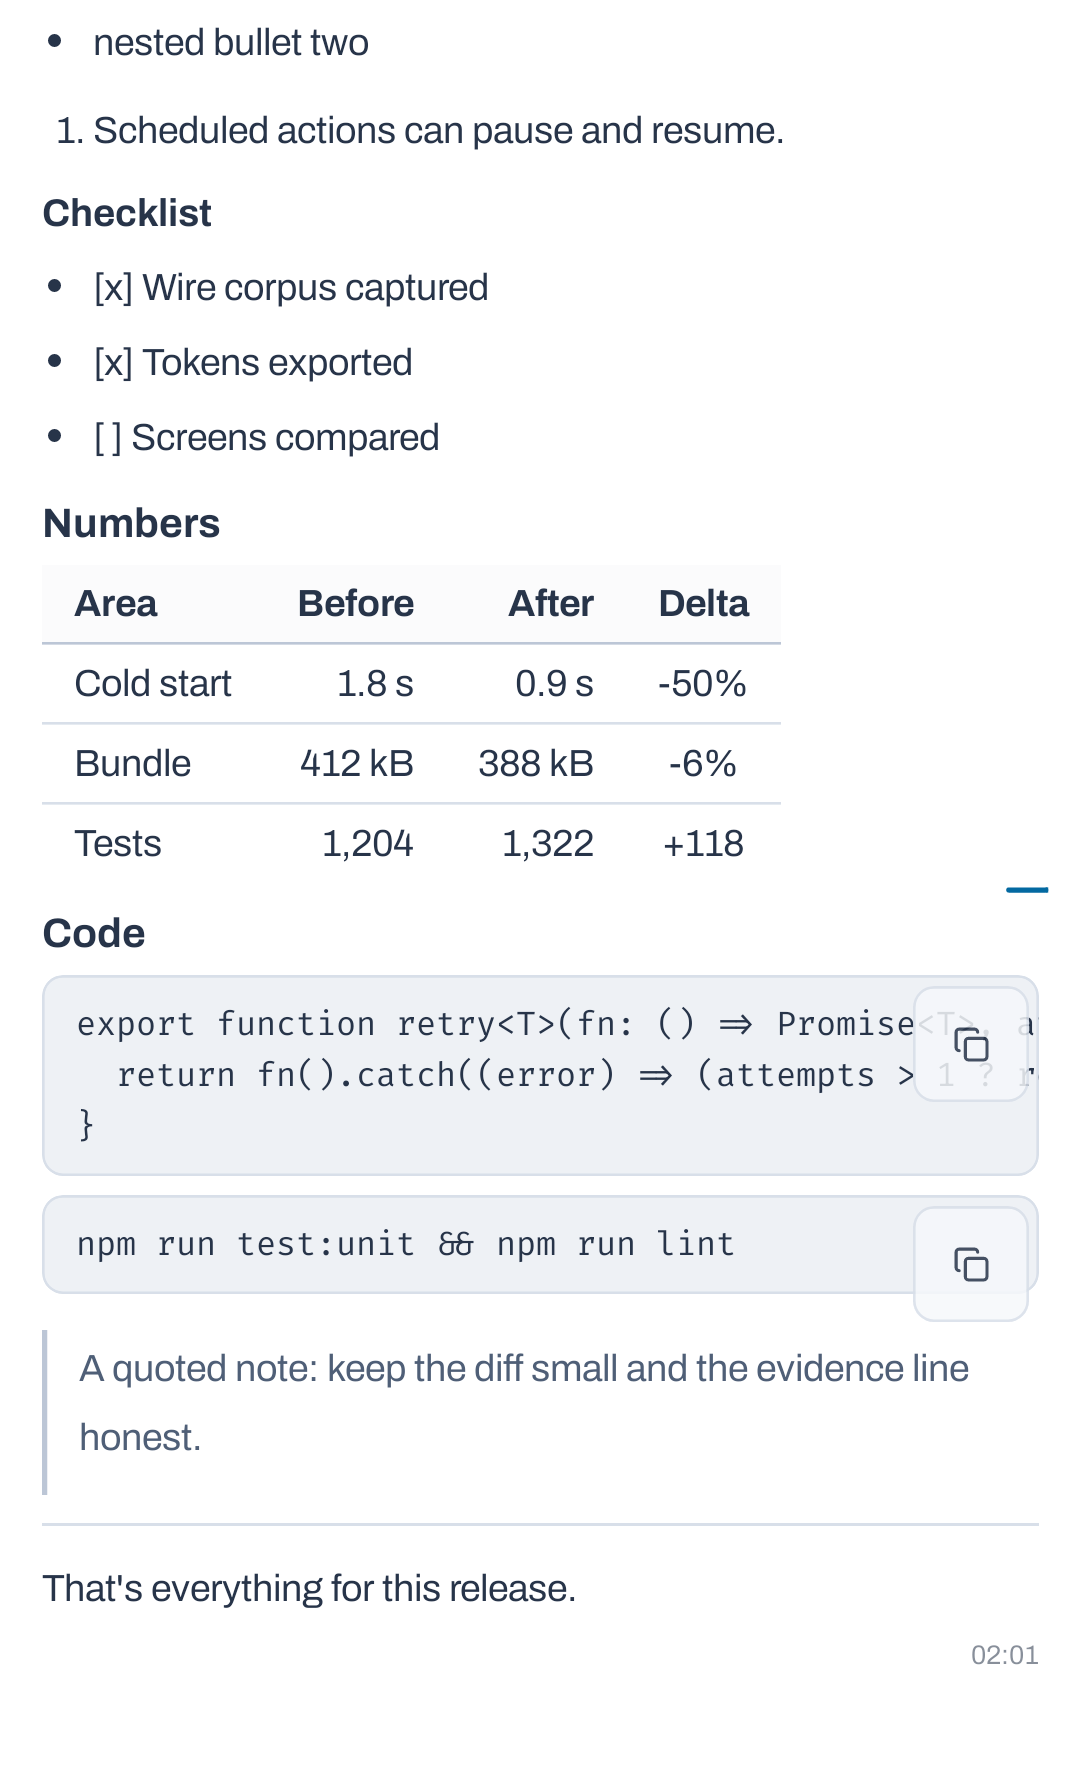 • nested bullet two
1. Scheduled actions can pause and resume.
Checklist
• [x] Wire corpus captured
• [x] Tokens exported
• [ ] Screens compared
Numbers
Area Before After Delta
Cold start 1.8 s 0.9 s -50%
Bundle 412 kB 388 kB -6%
Tests 1,204 1,322 +118
Code
export function retry<T>(fn: () => Promise<T>, a
  return fn().catch((error) => (attempts > 1 ? r
}
npm run test:unit && npm run lint
A quoted note: keep the diff small and the evidence line
honest.
That's everything for this release.
02:01